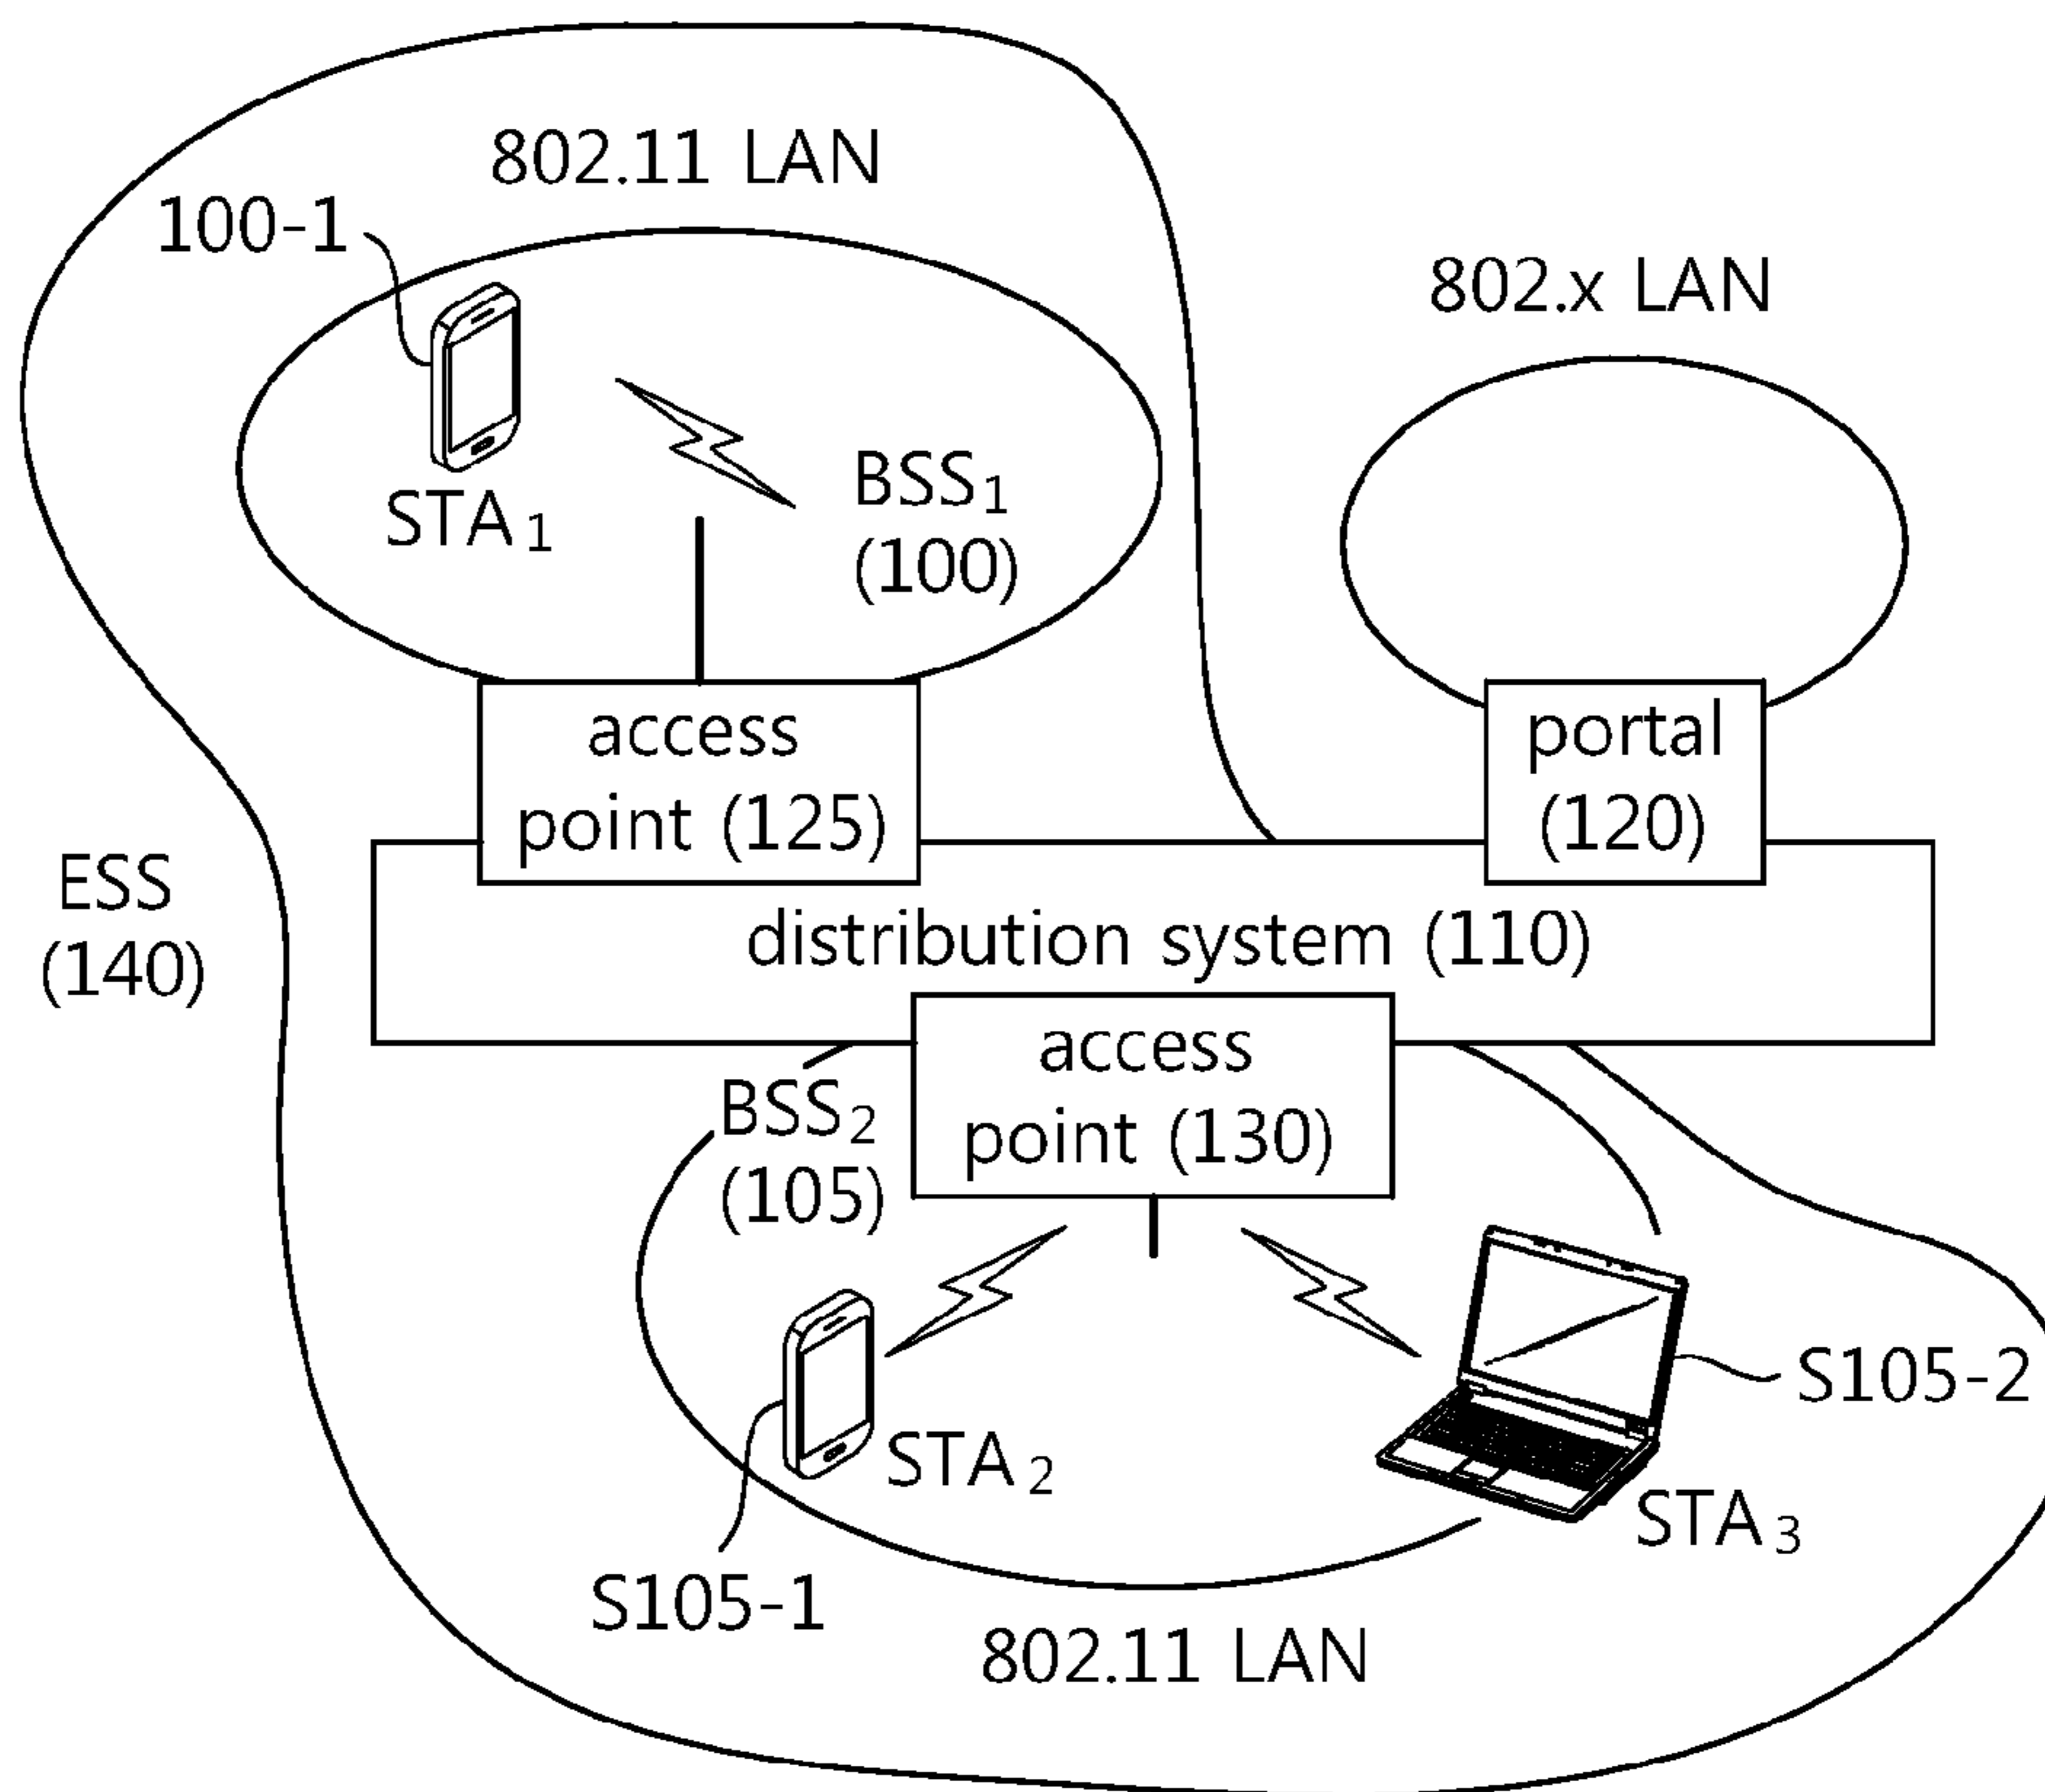 802.11 LAN
100-1
802.x LAN
STA1
BSS1
(100)
access
point (125)
portal
(120)
ESS
(140)
distribution system (110)
access
point (130)
BSS2
(105)
S105-2
STA2
STA3
S105-1
802.11 LAN